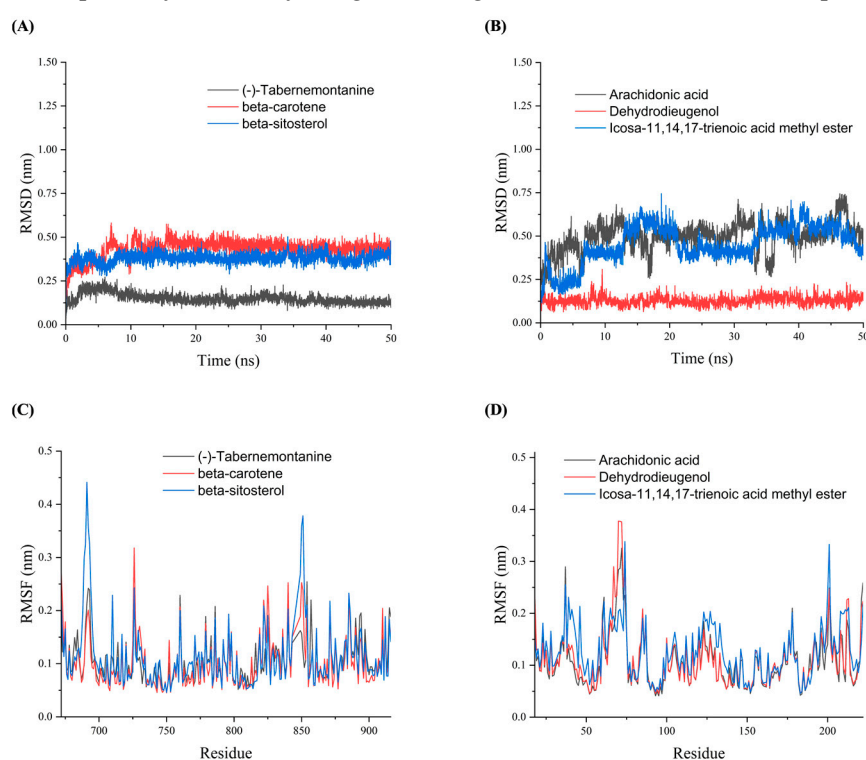 (A)
1.50
1.25
1.00
0.75
0.50
0.25
0.00
RMSD (nm)
(-)-Tabernemontanine
beta-carotene
beta-sitosterol
0 10 20 30 40 50
Time (ns)
(B)
1.50
1.25
1.00
0.75
0.50
0.25
0.00
RMSD (nm)
Arachidonic acid
Dehydrodieugenol
Icosa-11,14,17-trienoic acid methyl ester
0 10 20 30 40 50
Time (ns)
(C)
0.5
0.4
0.3
0.2
0.1
0.0
RMSF (nm)
(-)-Tabernemontanine
beta-carotene
beta-sitosterol
700 750 800 850 900
Residue
(D)
0.5
0.4
0.3
0.2
0.1
0.0
RMSF (nm)
Arachidonic acid
Dehydrodieugenol
Icosa-11,14,17-trienoic acid methyl ester
50 100 150 200
Residue